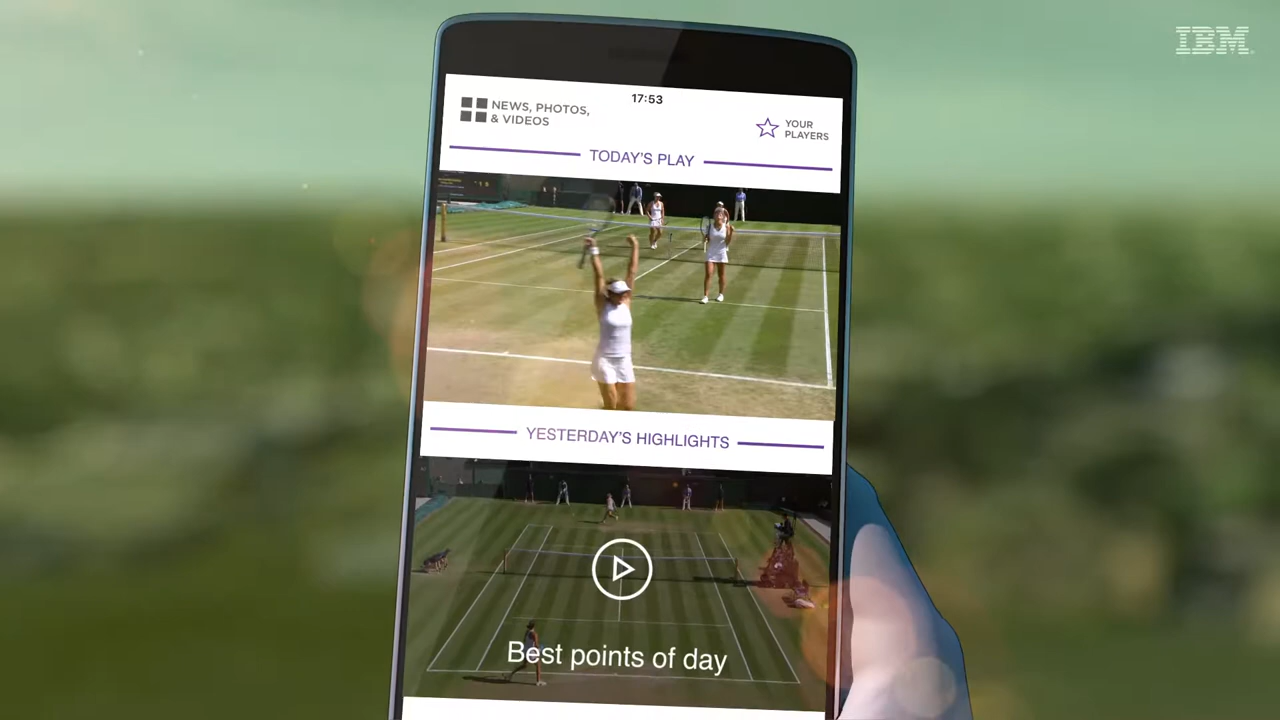 IBM
17:53
NEWS, PHOTOS,
& VIDEOS
YOUR
PLAYERS
TODAY'S PLAY
YESTERDAY'S HIGHLIGHTS
Best points of day